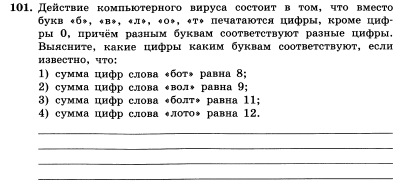 101. Действие компьютерного вируса состоит в том, что вместо
букв «б», «в», «л», «о», «т» печатаются цифры, кроме циф-
ры 0, причём разным буквам соответствуют разные цифры.
Выясните, какие цифры каким буквам соответствуют, если
известно, что:
1) сумма цифр слова «бот» равна 8;
2) сумма цифр слова «вол» равна 9;
3) сумма цифр слова «болт» равна 11;
4) сумма цифр слова «лото» равна 12.